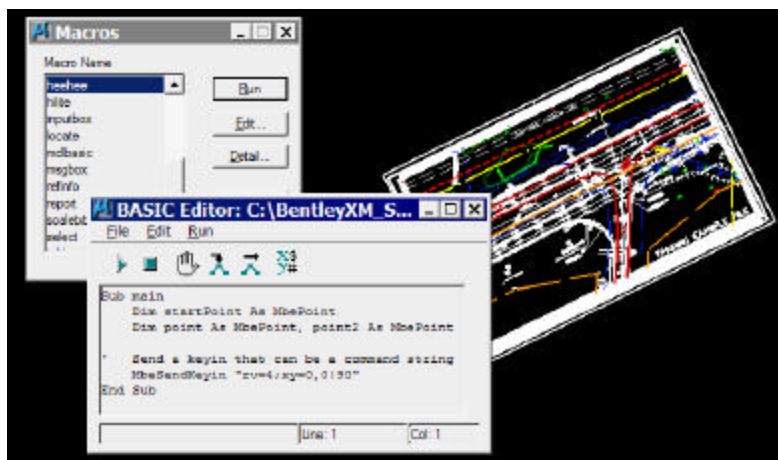 Macros
Macro Name
heehee
hilite
inputbox
locate
mdlbasic
msgbox
refinfo
report
select
Run
Edit...
Detail...
BASIC Editor: C:\BentleyXM_S...
File Edit Run
Sub main
Dim startPoint As MbePoint
Dim point As MbePoint, point2 As MbePoint
' Send a keyin that can be a command string
MbeSendKeyin "rv=4;xy=0,0|90"
End Sub
Line: 1 Col: 1